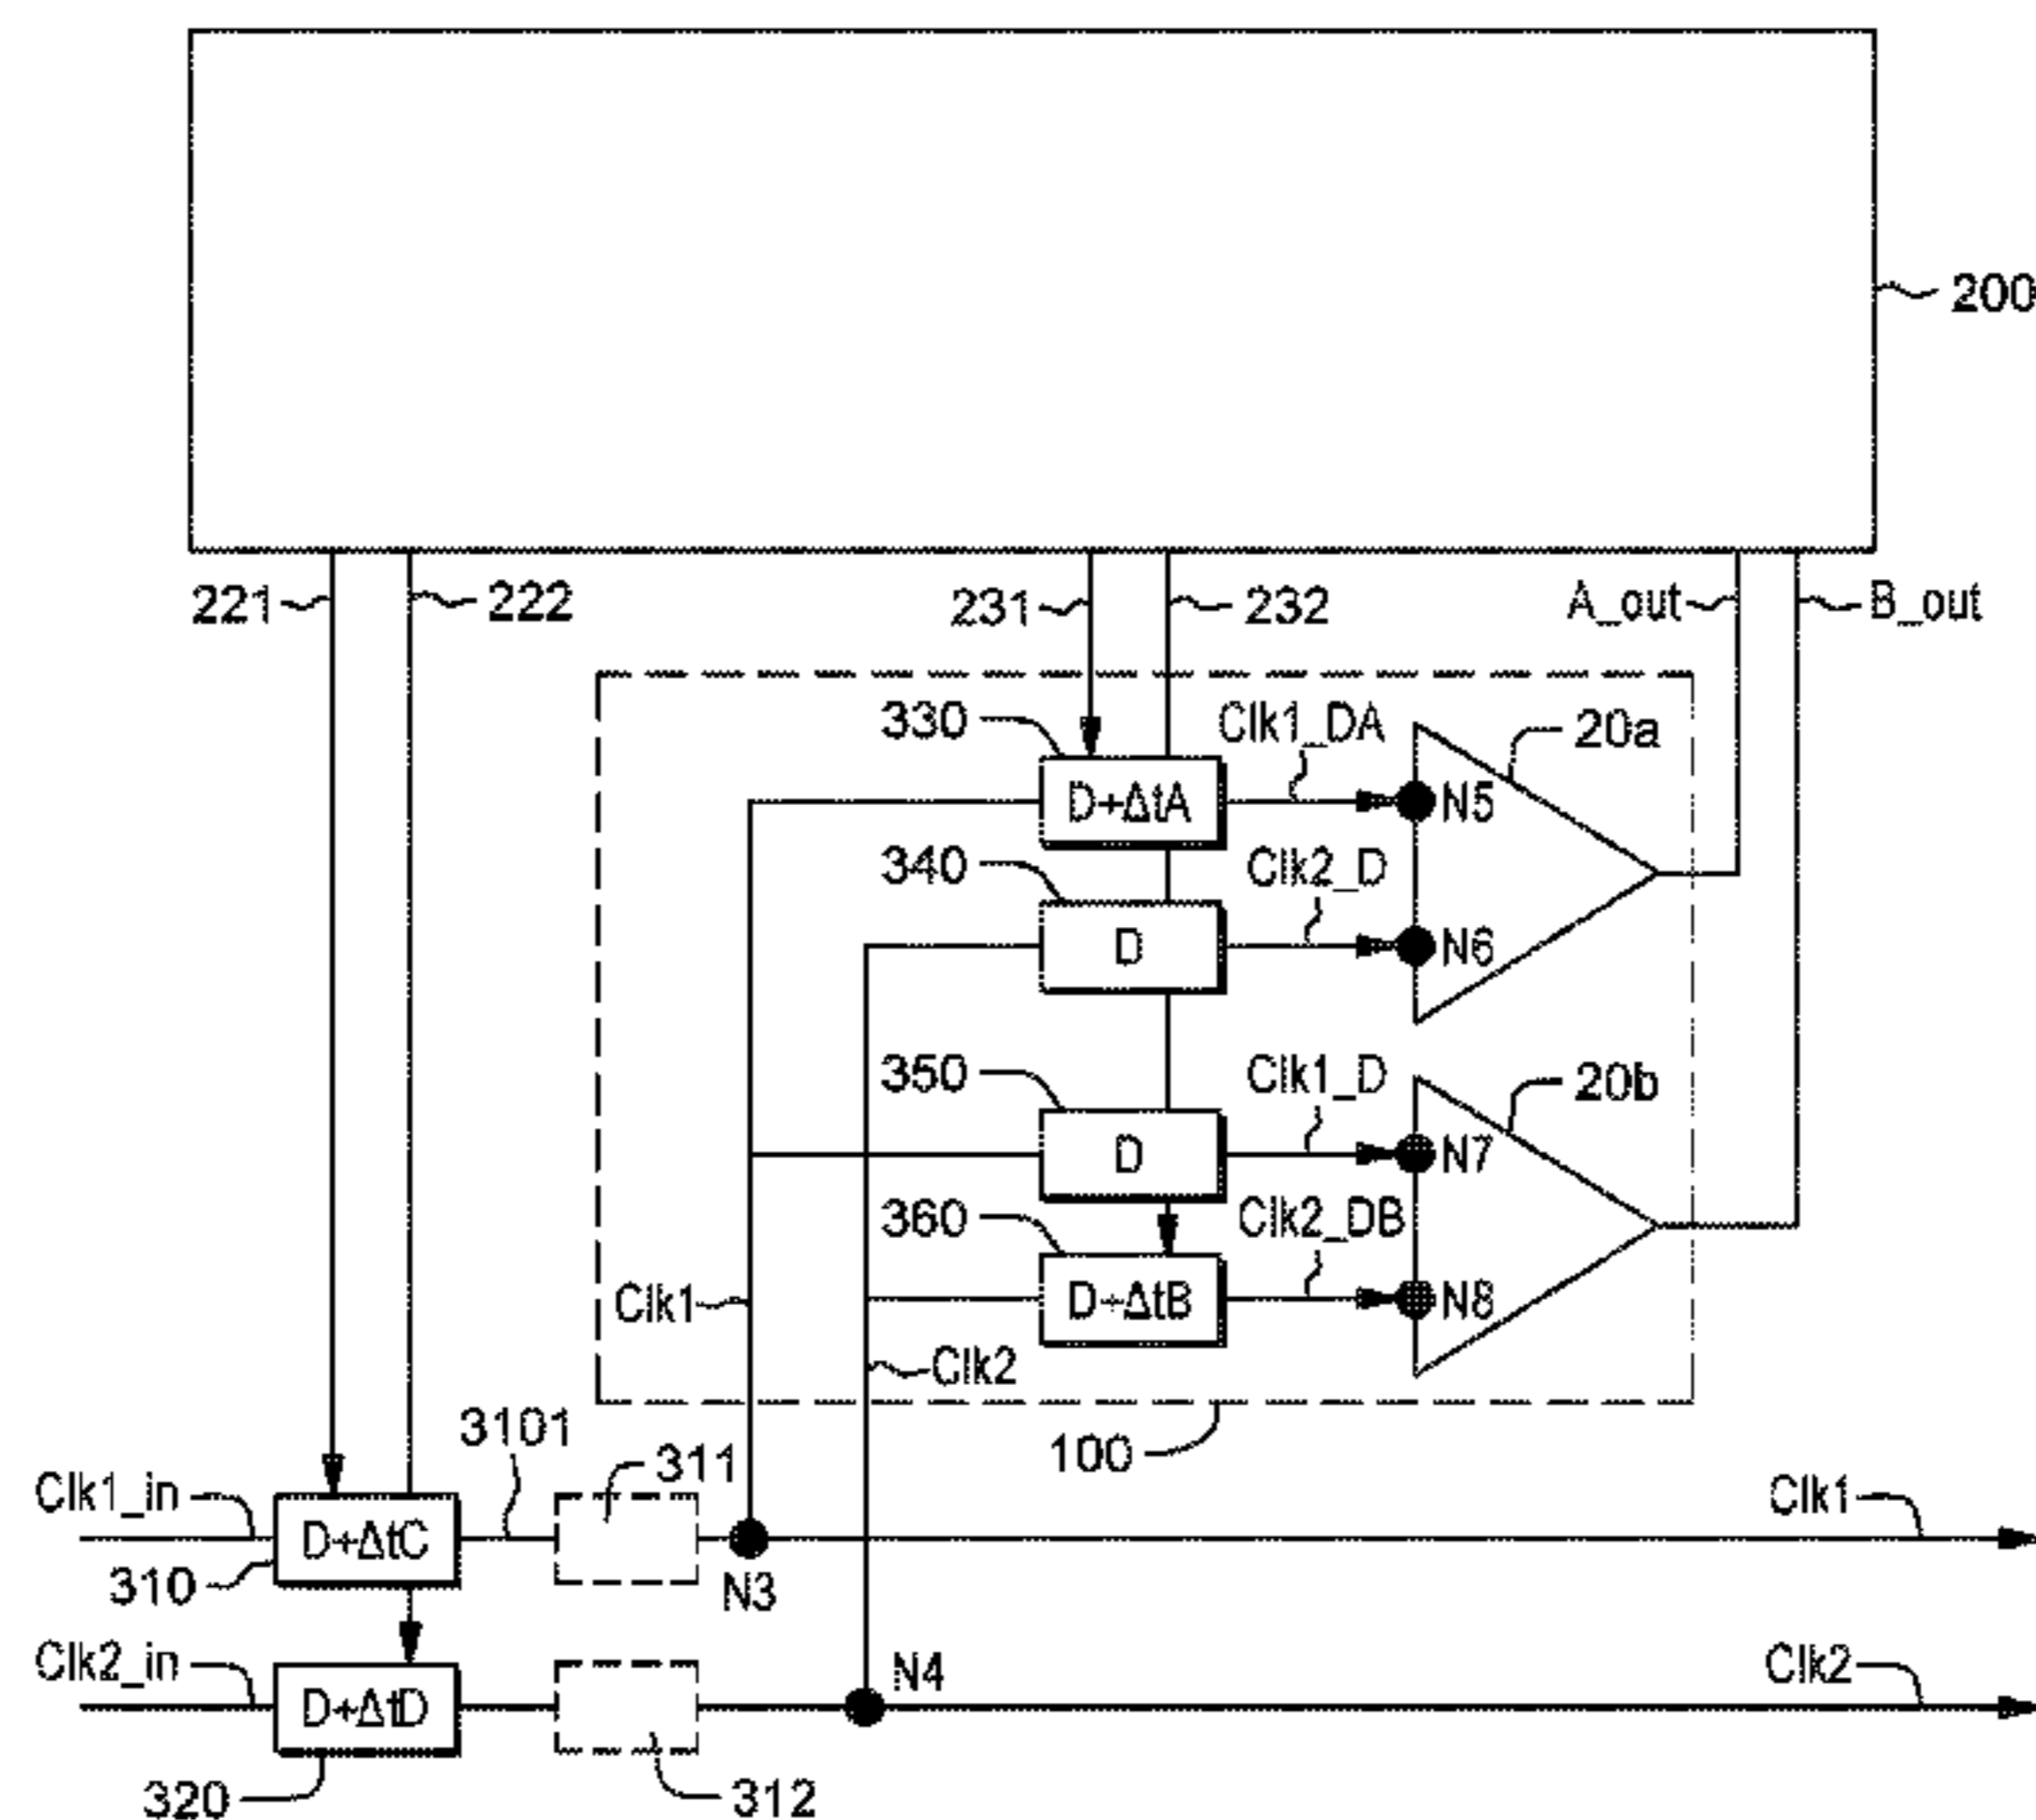 200
221
222
231
232
A_out
B_out
330
Clk1_DA
20a
D+ΔtA
N5
340
Clk2_D
D
N6
350
Clk1_D
20b
D
N7
360
Clk2_DB
D+ΔtB
N8
Clk1
Clk2
3101
311
100
Clk1_in
Clk1
D+ΔtC
310
N3
Clk2_in
N4
Clk2
D+ΔtD
320
312